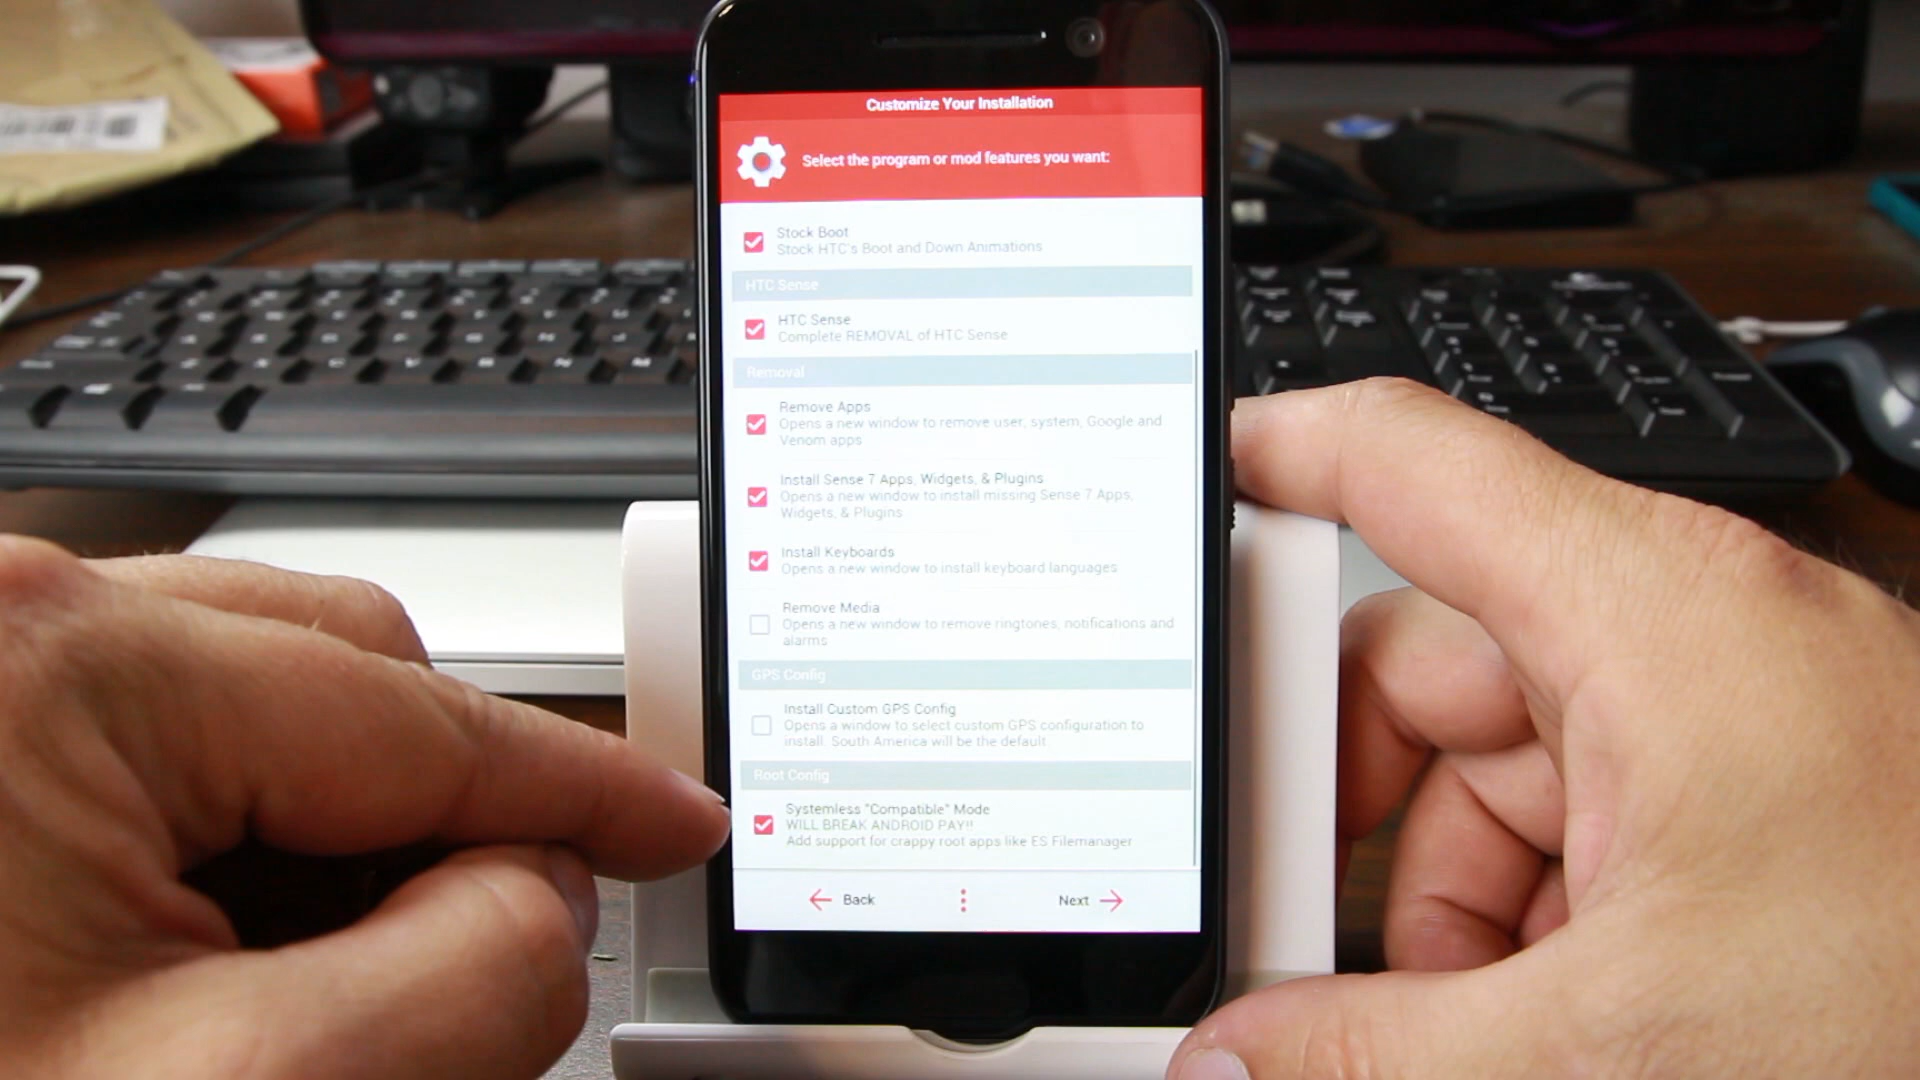 Customize Your Installation
Select the program or mod features you want:
Stock Boot
Stock HTC's Boot and Down Animations
HTC Sense
HTC Sense
Complete REMOVAL of HTC Sense
Removal
Remove Apps
Opens a new window to remove user, system, Google and
Venom apps
Install Sense 7 Apps, Widgets, & Plugins
Opens a new window to install missing Sense 7 Apps,
Widgets, & Plugins
Install Keyboards
Opens a new window to install keyboard languages
Remove Media
Opens a new window to remove ringtones, notifications and
alarms
GPS Config
Install Custom GPS Config
Opens a window to select custom GPS configuration to
install. South America will be the default
Root Config
Systemless "Compatible" Mode
WILL BREAK ANDROID PAY!!
Add support for crappy root apps like ES Filemanager
Back
Next